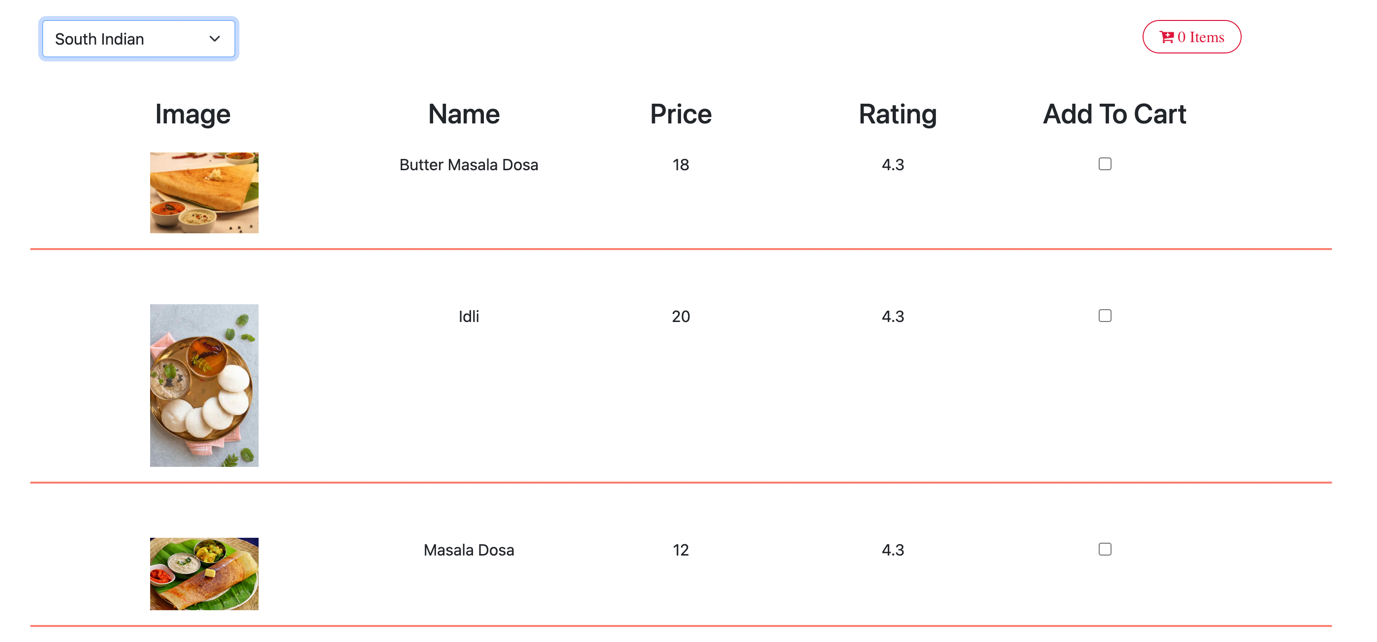 South Indian
0 Items
Image Name Price Rating Add To Cart
Butter Masala Dosa 18 4.3
Idli 20 4.3
Masala Dosa 12 4.3